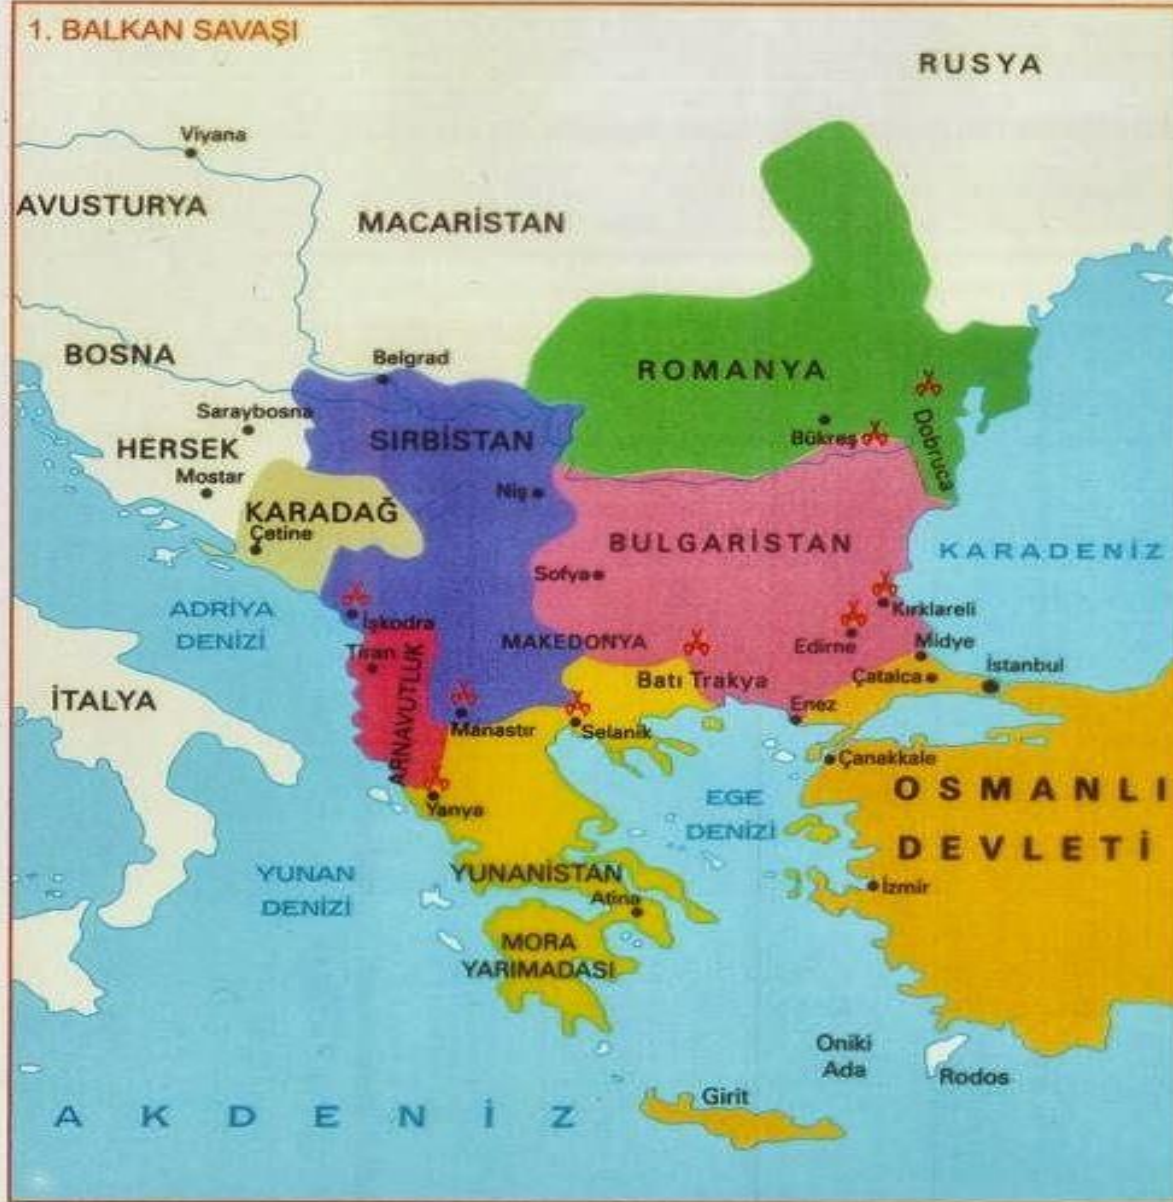 1. BALKAN SAVAŞI
RUSYA
Viyana
AVUSTURYA
MACARİSTAN
BOSNA
Belgrad
ROMANYA
Saraybosna
SIRBİSTAN
Bükreş
Dobruca
HERSEK
Mostar
Niş
KARADAĞ
Çetine
BULGARİSTAN
KARADENİZ
Sofya
ADRİYA
DENİZİ
İşkodra
Kırklareli
Edirne
Midye
MAKEDONYA
Tiran
ARNAVUTLUK
Batı Trakya
Çatalca
İstanbul
İTALYA
Enez
Manastır
Selanik
Çanakkale
Yanya
EGE
DENİZİ
OSMANLI
DEVLETİ
YUNAN
DENİZİ
YUNANİSTAN
Atina
İzmir
MORA
YARIMADASI
Oniki
Ada
Rodos
Girit
AKDENİZ